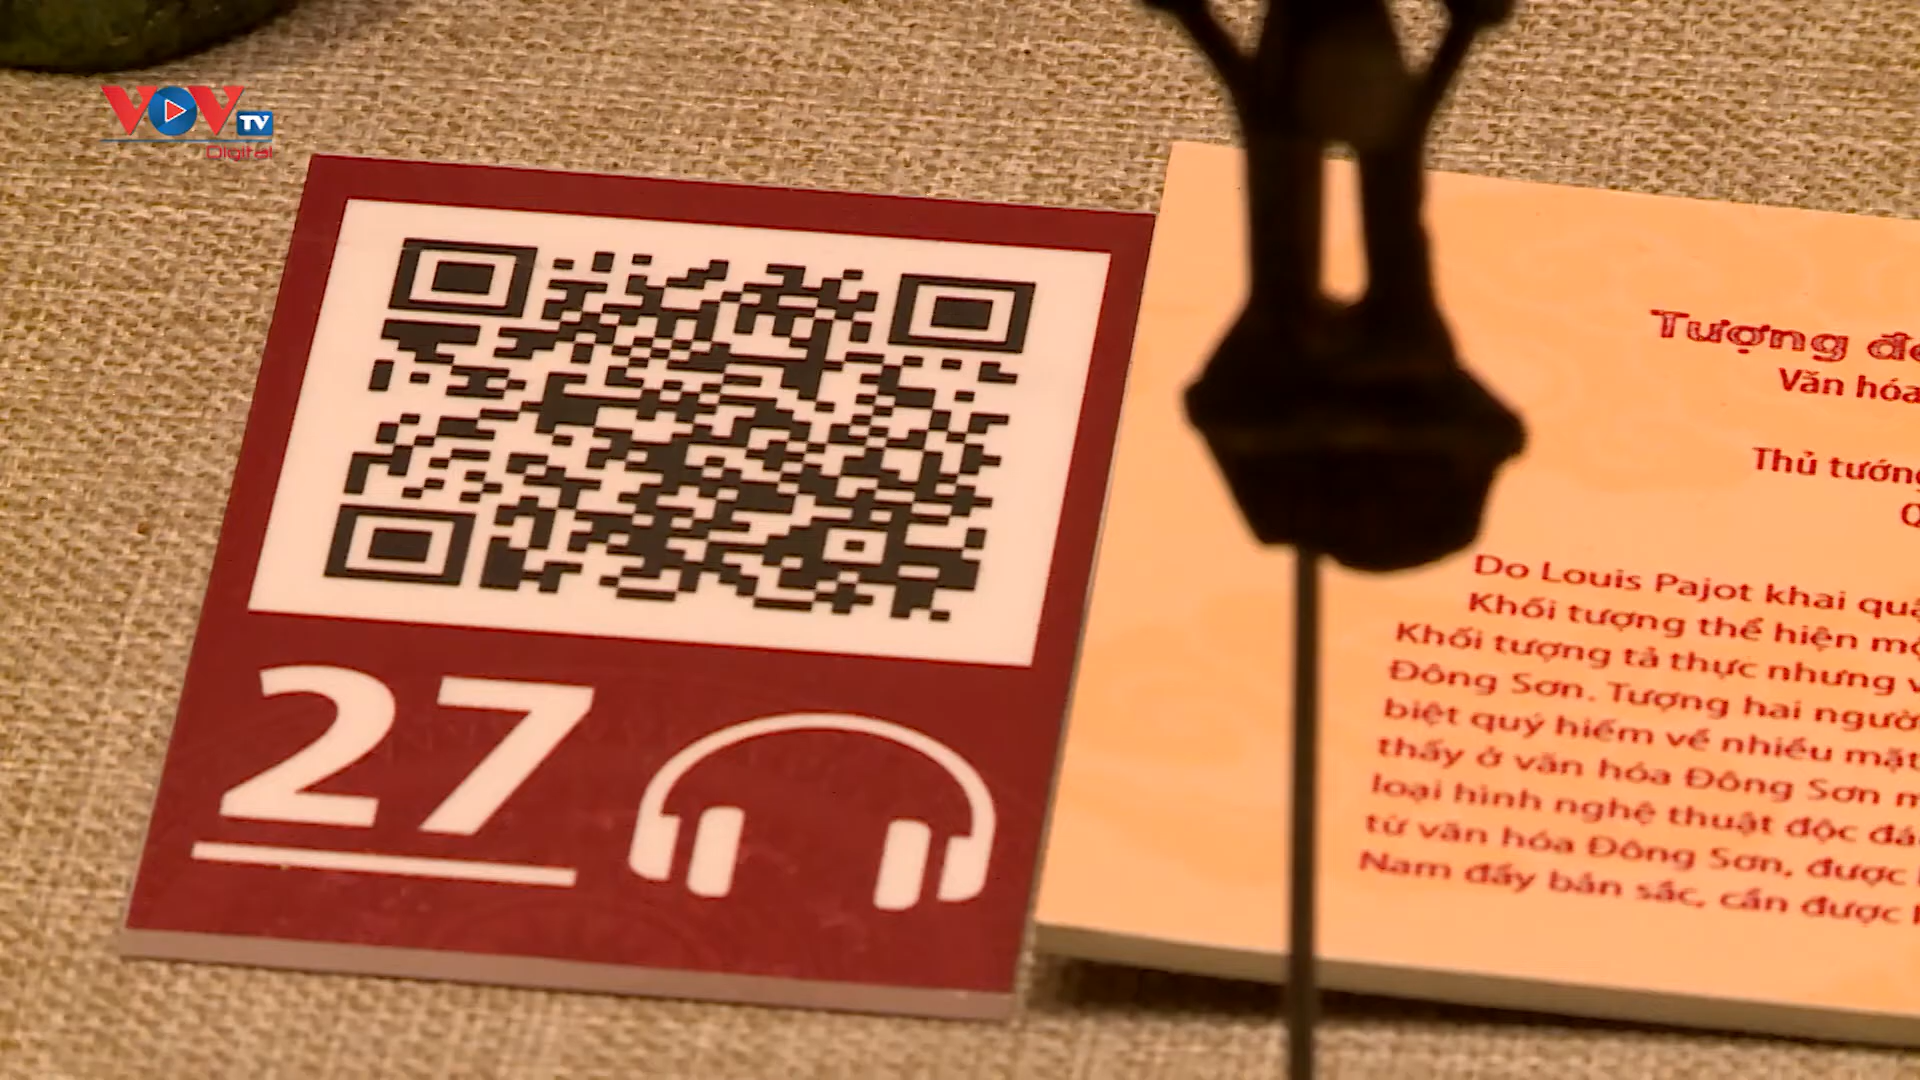 VOV TV
Digital
27
Tượng đ
Văn hóa
Thủ tướng
Do Louis Pajot khai qu
Khối tượng thể hiện m
Khối tượng tả thực nhưng v
Đông Sơn. Tượng hai người
biệt quý hiếm về nhiều mặt
thấy ở văn hóa Đông Sơn m
loại hình nghệ thuật độc đá
từ văn hóa Đông Sơn, được
Nam đầy bản sắc, cần được